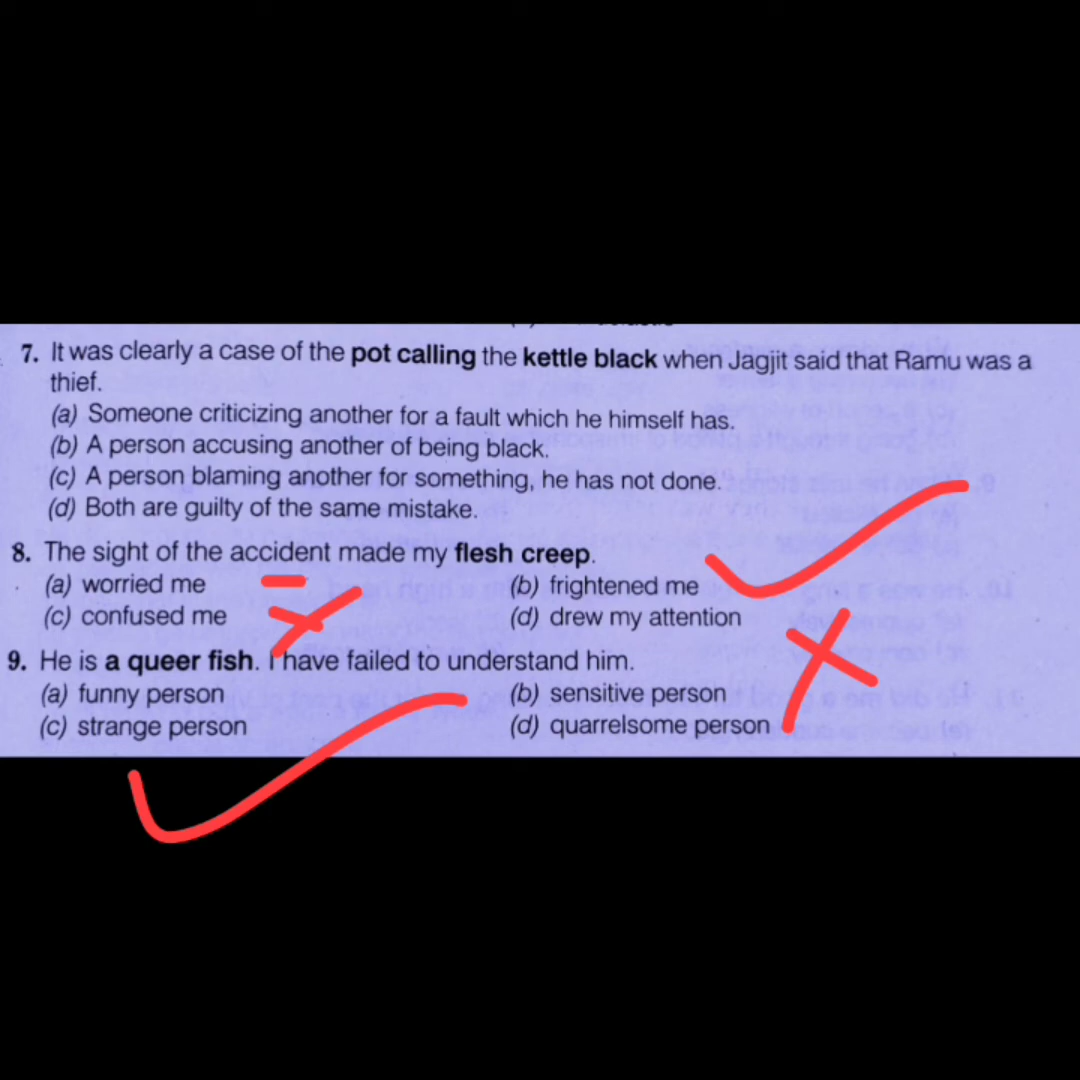 7. It was clearly a case of the pot calling the kettle black when Jagjit said that Ramu was a
thief.
(a) Someone criticizing another for a fault which he himself has.
(b) A person accusing another of being black.
(c) A person blaming another for something, he has not done.
(d) Both are guilty of the same mistake.
8. The sight of the accident made my flesh creep.
(a) worried me (b) frightened me
(c) confused me (d) drew my attention
9. He is a queer fish. I have failed to understand him.
(a) funny person (b) sensitive person
(c) strange person (d) quarrelsome person